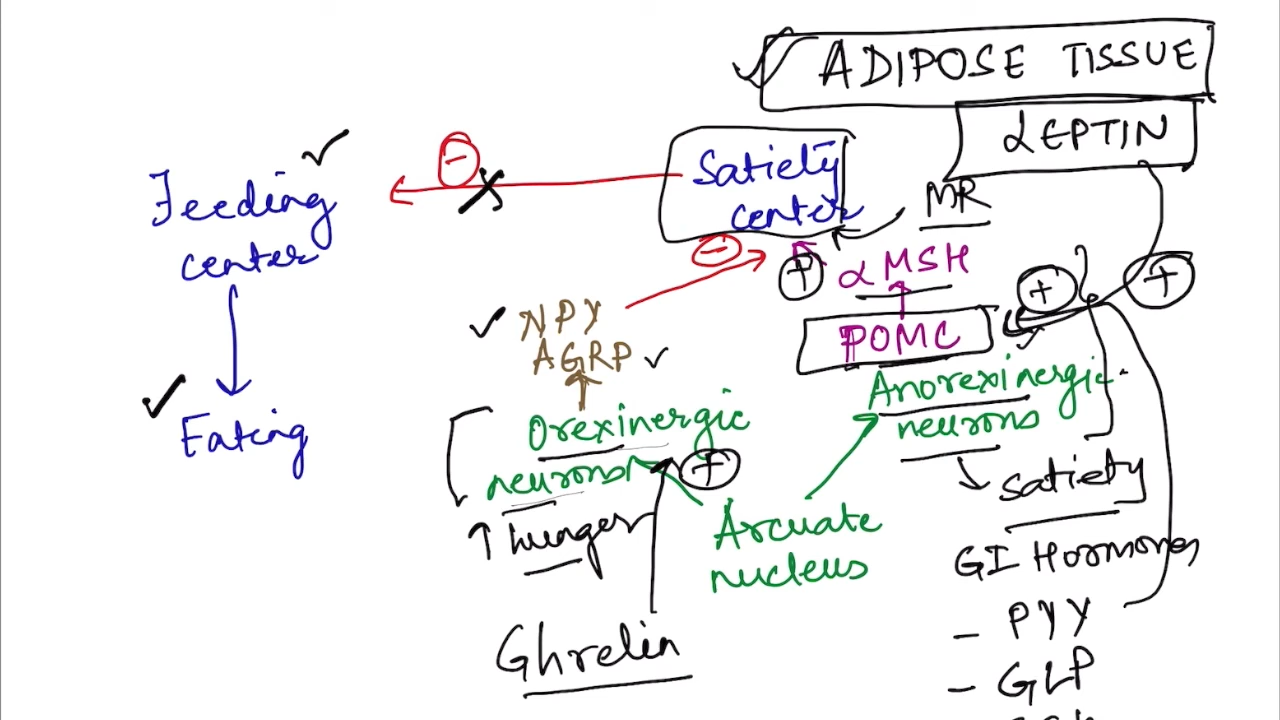 ADIPOSE TISSUE
LEPTIN
Feeding
center
−
Satiety
center
MR
−
+
α MSH
+
+
NPY
AGRP
POMC
Eating
Orexinergic
neurons
+
Anorexinergic
neurons
↑ hunger
Arcuate
nucleus
Satiety
GI Hormones
Ghrelin
- PYY
- GLP